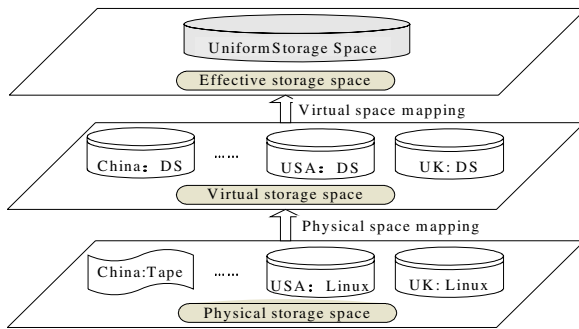 UniformStorage Space
Effective storage space
Virtual space mapping
China：DS
……
USA：DS
UK: DS
Virtual storage space
Physical space mapping
China:Tape
……
USA：Linux
UK: Linux
Physical storage space